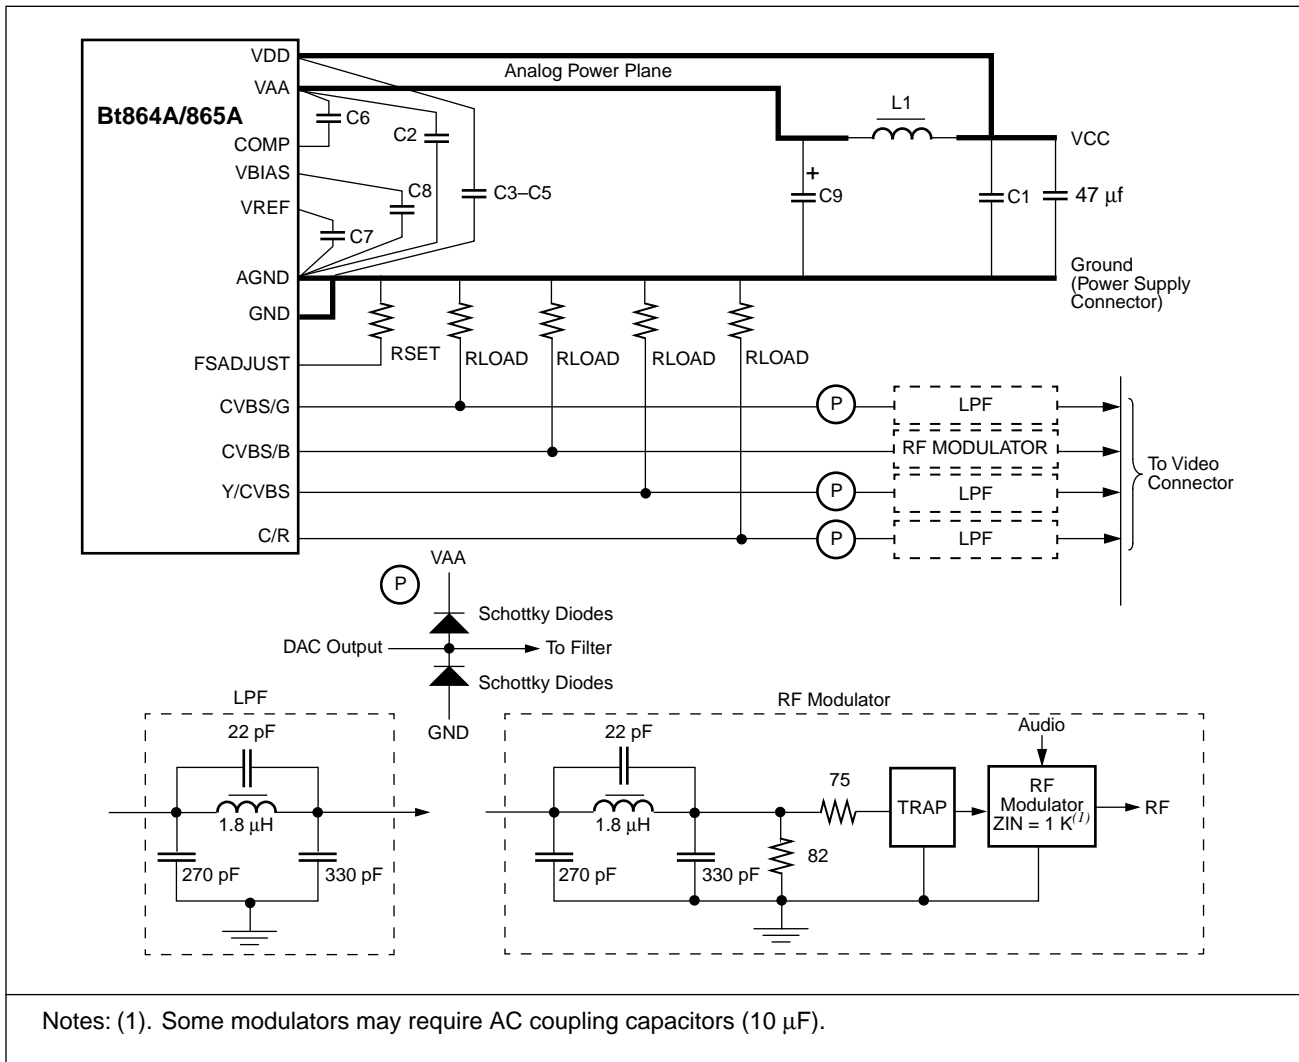 Bt864A/865A
VDD
VAA
COMP
VBIAS
VREF
AGND
GND
FSADJUST
CVBS/G
CVBS/B
Y/CVBS
C/R
Analog Power Plane
C6
C2
C8
C7
C3–C5
L1
VCC
+
C9
C1
47 µf
Ground
(Power Supply
Connector)
RSET
RLOAD
RLOAD
RLOAD
RLOAD
P
LPF
RF MODULATOR
P
LPF
P
LPF
To Video
Connector
P
VAA
Schottky Diodes
DAC Output
To Filter
Schottky Diodes
GND
LPF
22 pF
1.8 µH
270 pF
330 pF
RF Modulator
22 pF
1.8 µH
270 pF
330 pF
75
82
TRAP
Audio
RF
Modulator
ZIN = 1 K(1)
RF
Notes: (1). Some modulators may require AC coupling capacitors (10 µF).